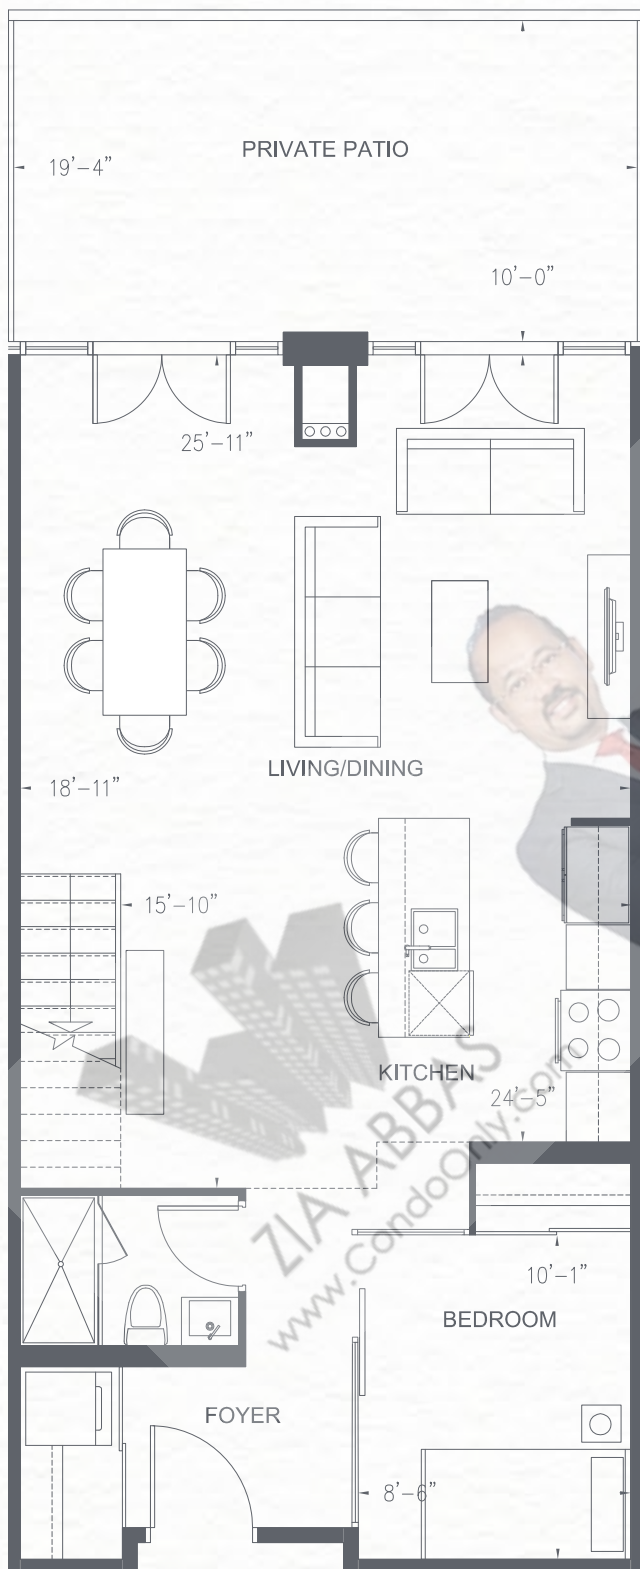 PRIVATE PATIO
19'-4"
10'-0"
25'-11"
LIVING/DINING
18'-11"
15'-10"
KITCHEN
24'-5"
ZIA ABBAS
www.CondoOnly.com
10'-1"
BEDROOM
FOYER
8'-6"